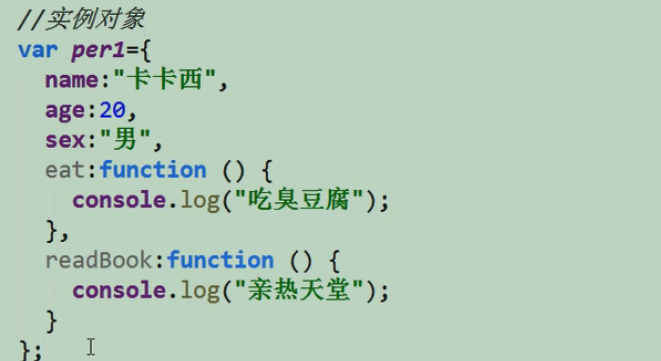 //实例对象
var per1={
  name:"卡卡西",
  age:20,
  sex:"男",
  eat:function () {
    console.log("吃臭豆腐");
  },
  readBook:function () {
    console.log("亲热天堂");
  }
};